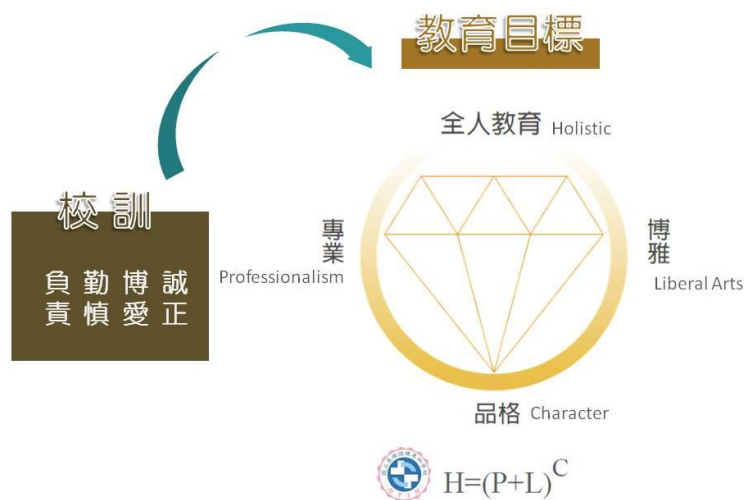 教育目標
全人教育 Holistic
校訓
誠正
博愛
勤慎
負責
專業
Professionalism
博雅
Liberal Arts
品格 Character
H=(P+L)^C